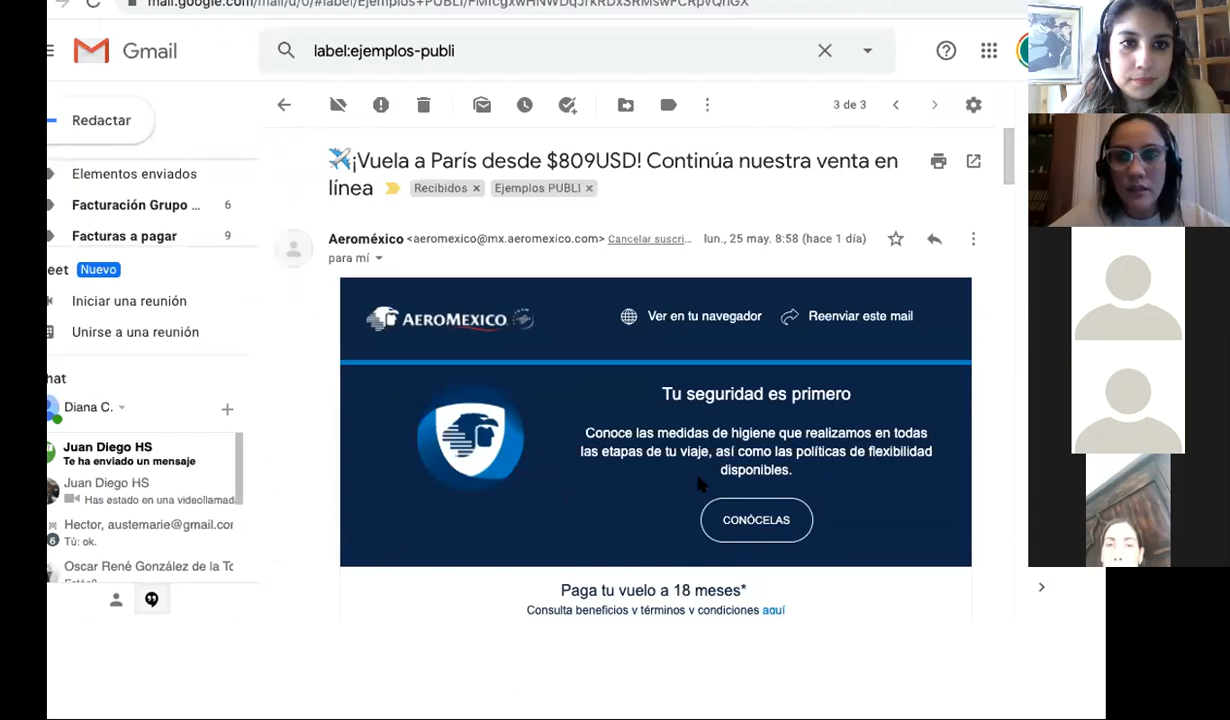 Gmail
label:ejemplos-publi
Redactar
3 de 3
Elementos enviados
Facturación Grupo ... 6
Facturas a pagar 9
eet Nuevo
Iniciar una reunión
Unirse a una reunión
hat
Diana C.
Juan Diego HS
Te ha enviado un mensaje
Juan Diego HS
Has estado en una videollamad
Hector, austemarie@gmail.cor
6 Tú: ok.
Oscar René González de la To
¡Vuela a París desde $809USD! Continúa nuestra venta en
línea Recibidos × Ejemplos PUBLI ×
Aeroméxico <aeromexico@mx.aeromexico.com> Cancelar suscri... lun., 25 may. 8:58 (hace 1 día)
para mí
AEROMEXICO Ver en tu navegador Reenviar este mail
Tu seguridad es primero
Conoce las medidas de higiene que realizamos en todas
las etapas de tu viaje, así como las políticas de flexibilidad
disponibles.
CONÓCELAS
Paga tu vuelo a 18 meses*
Consulta beneficios y términos y condiciones aquí